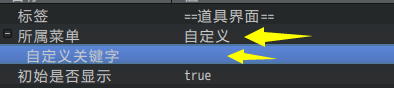 标签 ==道具界面==
所属菜单 自定义
自定义关键字
初始是否显示 true